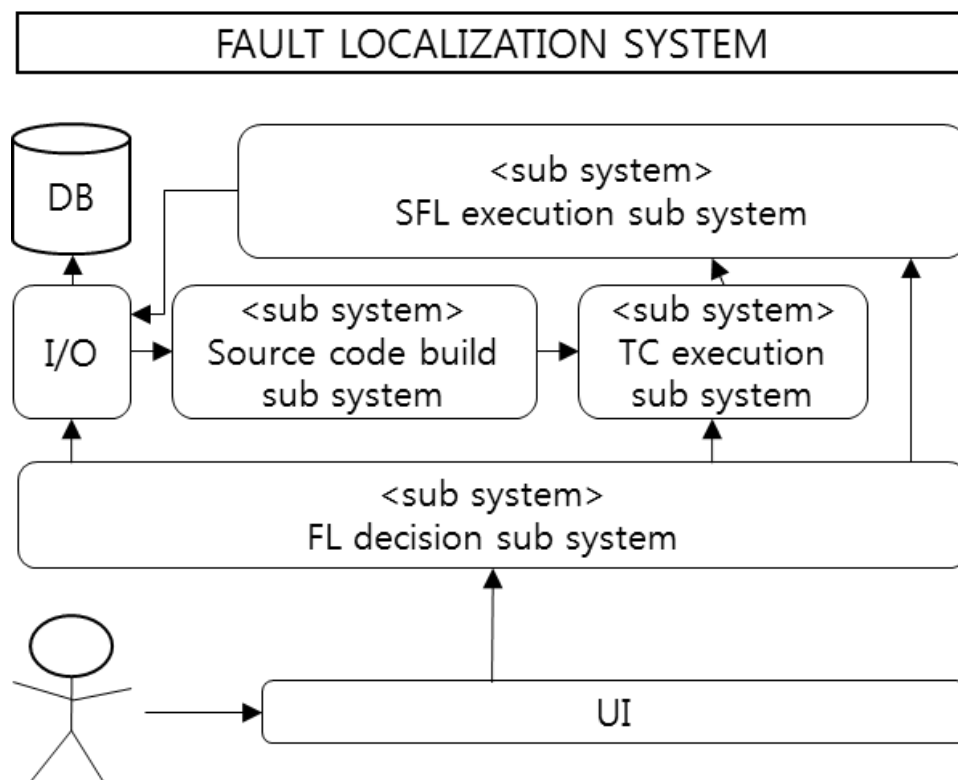 FAULT LOCALIZATION SYSTEM
DB
<sub system>
SFL execution sub system
I/O
<sub system>
Source code build
sub system
<sub system>
TC execution
sub system
<sub system>
FL decision sub system
UI